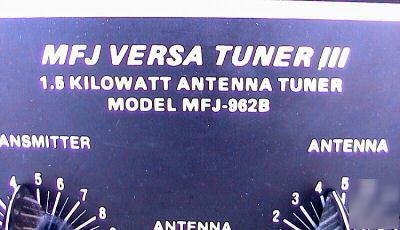 MFJ VERSA TUNER III
1.5 KILOWATT ANTENNA TUNER
MODEL MFJ-962B
ANSMITTER
ANTENNA
4 5 6 7 8
ANTENNA
2 3 4 5